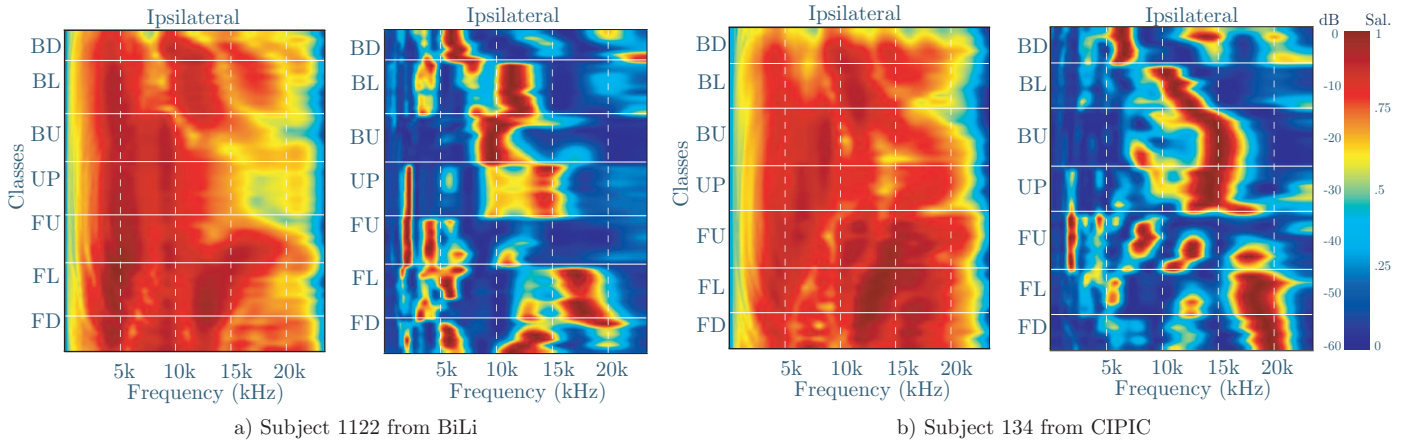 Ipsilateral Ipsilateral Ipsilateral Ipsilateral dB Sal.
BD BD BD BD 0 1
BL BL BL BL -10
.75
BU BU BU BU -20
Classes Classes
UP UP UP UP -30 .5
FU FU FU FU -40
.25
FL FL FL FL -50
FD FD FD FD -60 0
5k 10k 15k 20k 5k 10k 15k 20k 5k 10k 15k 20k 5k 10k 15k 20k
Frequency (kHz) Frequency (kHz) Frequency (kHz) Frequency (kHz)
a) Subject 1122 from BiLi b) Subject 134 from CIPIC